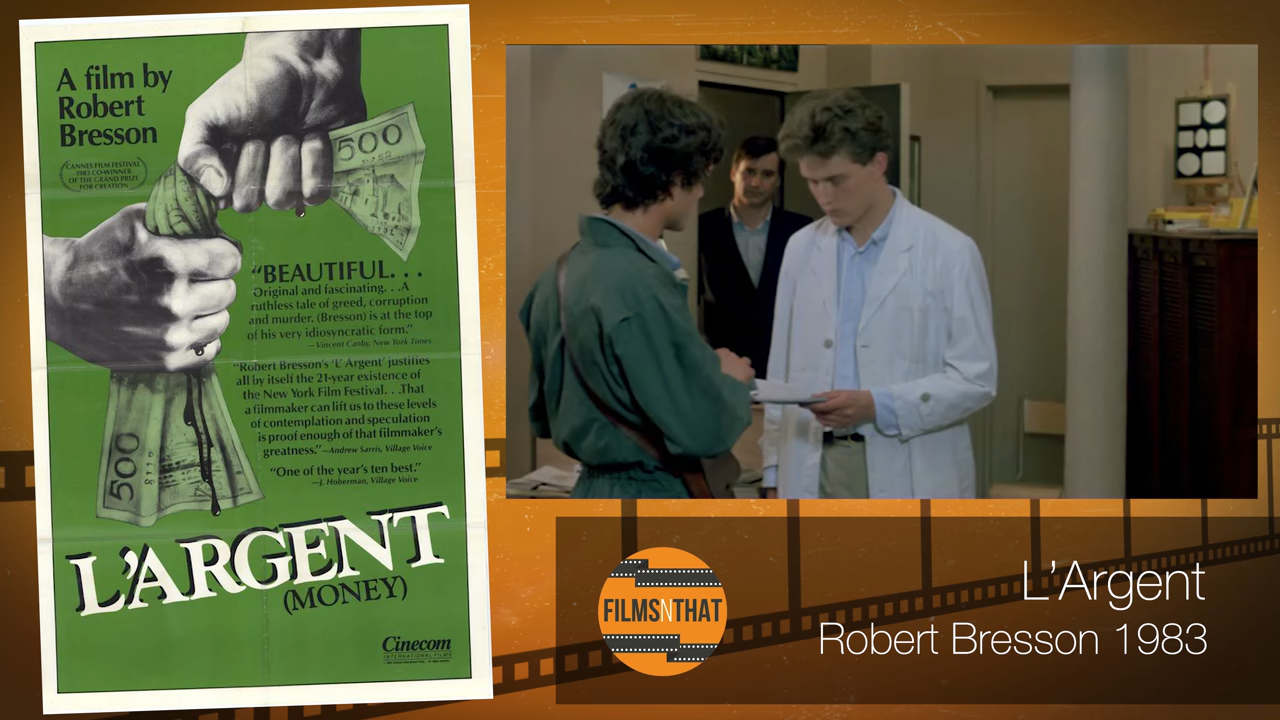 A film by
Robert
Bresson
CANNES FILM FESTIVAL
1983 CO-WINNER
OF THE GRAND PRIZE
FOR CREATION
500
“BEAUTIFUL. . .
Original and fascinating. . .A
ruthless tale of greed, corruption
and murder. (Bresson) is at the top
of his very idiosyncratic form.”
—Vincent Canby, New York Times
“Robert Bresson's ‘L’ Argent’ justifies
all by itself the 21-year existence of
the New York Film Festival. . .That
a filmmaker can lift us to these levels
of contemplation and speculation
is proof enough of that filmmaker’s
greatness.”—Andrew Sarris, Village Voice
“One of the year’s ten best.”
—J. Hoberman, Village Voice
500
L’ARGENT
(MONEY)
Cinecom
INTERNATIONAL FILMS
FILMSNTHAT
L’Argent
Robert Bresson 1983